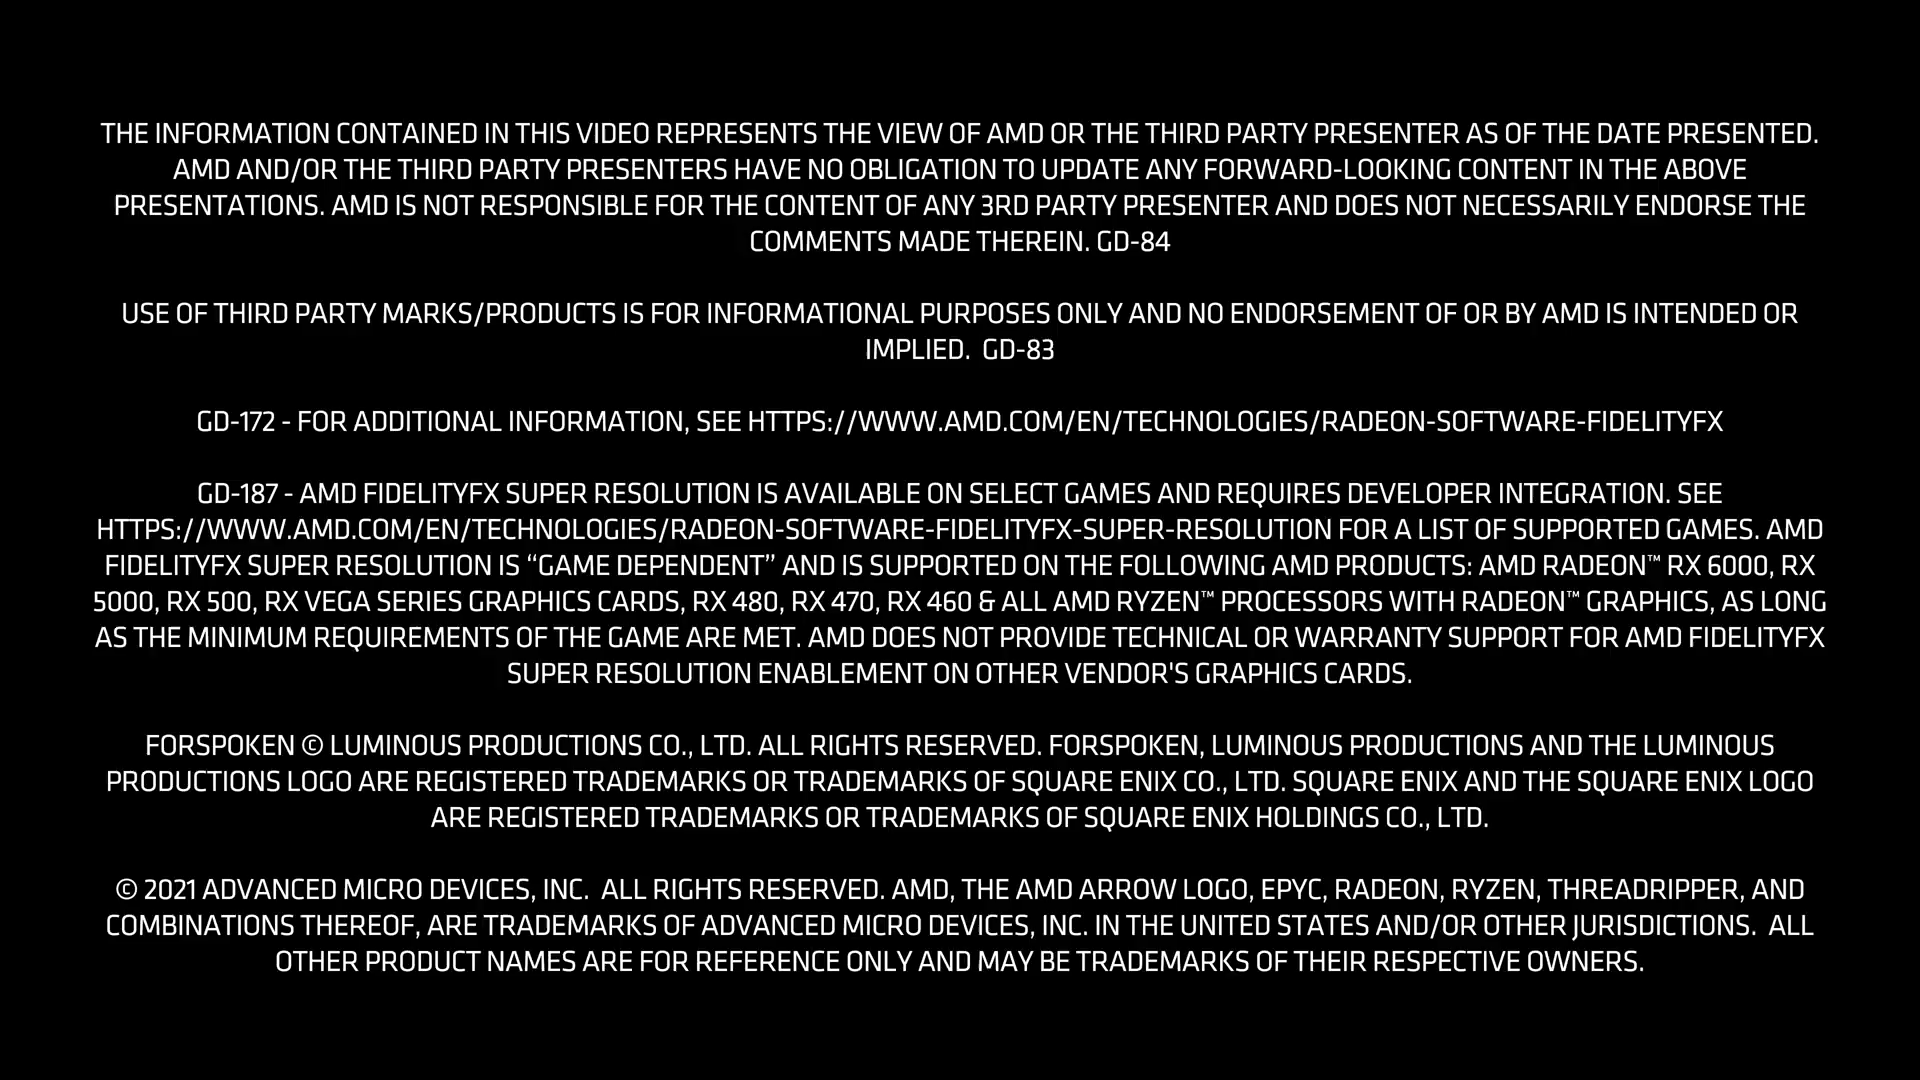 THE INFORMATION CONTAINED IN THIS VIDEO REPRESENTS THE VIEW OF AMD OR THE THIRD PARTY PRESENTER AS OF THE DATE PRESENTED.
AMD AND/OR THE THIRD PARTY PRESENTERS HAVE NO OBLIGATION TO UPDATE ANY FORWARD-LOOKING CONTENT IN THE ABOVE
PRESENTATIONS. AMD IS NOT RESPONSIBLE FOR THE CONTENT OF ANY 3RD PARTY PRESENTER AND DOES NOT NECESSARILY ENDORSE THE
COMMENTS MADE THEREIN. GD-84
USE OF THIRD PARTY MARKS/PRODUCTS IS FOR INFORMATIONAL PURPOSES ONLY AND NO ENDORSEMENT OF OR BY AMD IS INTENDED OR
IMPLIED.  GD-83
GD-172 - FOR ADDITIONAL INFORMATION, SEE HTTPS://WWW.AMD.COM/EN/TECHNOLOGIES/RADEON-SOFTWARE-FIDELITYFX
GD-187 - AMD FIDELITYFX SUPER RESOLUTION IS AVAILABLE ON SELECT GAMES AND REQUIRES DEVELOPER INTEGRATION. SEE
HTTPS://WWW.AMD.COM/EN/TECHNOLOGIES/RADEON-SOFTWARE-FIDELITYFX-SUPER-RESOLUTION FOR A LIST OF SUPPORTED GAMES. AMD
FIDELITYFX SUPER RESOLUTION IS “GAME DEPENDENT” AND IS SUPPORTED ON THE FOLLOWING AMD PRODUCTS: AMD RADEON™ RX 6000, RX
5000, RX 500, RX VEGA SERIES GRAPHICS CARDS, RX 480, RX 470, RX 460 & ALL AMD RYZEN™ PROCESSORS WITH RADEON™ GRAPHICS, AS LONG
AS THE MINIMUM REQUIREMENTS OF THE GAME ARE MET. AMD DOES NOT PROVIDE TECHNICAL OR WARRANTY SUPPORT FOR AMD FIDELITYFX
SUPER RESOLUTION ENABLEMENT ON OTHER VENDOR'S GRAPHICS CARDS.
FORSPOKEN © LUMINOUS PRODUCTIONS CO., LTD. ALL RIGHTS RESERVED. FORSPOKEN, LUMINOUS PRODUCTIONS AND THE LUMINOUS
PRODUCTIONS LOGO ARE REGISTERED TRADEMARKS OR TRADEMARKS OF SQUARE ENIX CO., LTD. SQUARE ENIX AND THE SQUARE ENIX LOGO
ARE REGISTERED TRADEMARKS OR TRADEMARKS OF SQUARE ENIX HOLDINGS CO., LTD.
© 2021 ADVANCED MICRO DEVICES, INC.  ALL RIGHTS RESERVED. AMD, THE AMD ARROW LOGO, EPYC, RADEON, RYZEN, THREADRIPPER, AND
COMBINATIONS THEREOF, ARE TRADEMARKS OF ADVANCED MICRO DEVICES, INC. IN THE UNITED STATES AND/OR OTHER JURISDICTIONS.  ALL
OTHER PRODUCT NAMES ARE FOR REFERENCE ONLY AND MAY BE TRADEMARKS OF THEIR RESPECTIVE OWNERS.